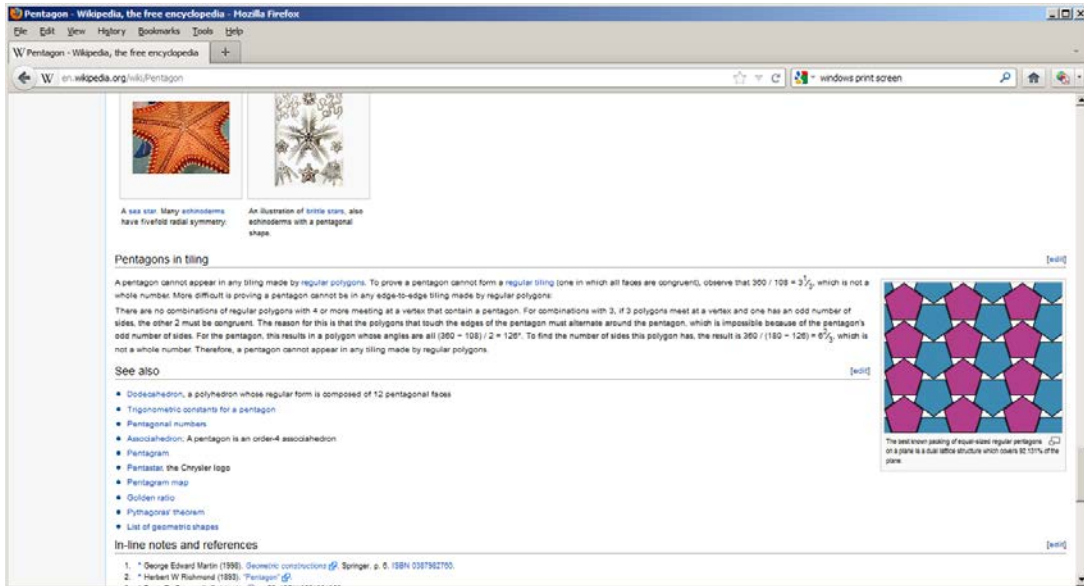 Pentagon - Wikipedia, the free encyclopedia - Mozilla Firefox
File Edit View History Bookmarks Tools Help
W Pentagon - Wikipedia, the free encyclopedia +
W en.wikipedia.org/wiki/Pentagon windows print screen
A sea star. Many echinoderms
have fivefold radial symmetry.
An illustration of brittle stars, also
echinoderms with a pentagonal
shape.
Pentagons in tiling [edit]
A pentagon cannot appear in any tiling made by regular polygons. To prove a pentagon cannot form a regular tiling (one in which all faces are congruent), observe that 360 / 108 = 3 1/3, which is not a
whole number. More difficult is proving a pentagon cannot be in any edge-to-edge tiling made by regular polygons:
There are no combinations of regular polygons with 4 or more meeting at a vertex that contain a pentagon. For combinations with 3, if 3 polygons meet at a vertex and one has an odd number of
sides, the other 2 must be congruent. The reason for this is that the polygons that touch the edges of the pentagon must alternate around the pentagon, which is impossible because of the pentagon's
odd number of sides. For the pentagon, this results in a polygon whose angles are all (360 − 108) / 2 = 126°. To find the number of sides this polygon has, the result is 360 / (180 − 126) = 6 2/3, which is
not a whole number. Therefore, a pentagon cannot appear in any tiling made by regular polygons.
The best known packing of equal-sized regular pentagons
on a plane is a dual lattice structure which covers 92.131% of the
plane.
See also [edit]
• Dodecahedron, a polyhedron whose regular form is composed of 12 pentagonal faces
• Trigonometric constants for a pentagon
• Pentagonal numbers
• Associahedron; A pentagon is an order-4 associahedron
• Pentagram
• Pentastar, the Chrysler logo
• Pentagram map
• Golden ratio
• Pythagoras' theorem
• List of geometric shapes
In-line notes and references [edit]
1. ^ George Edward Martin (1998). Geometric constructions. Springer. p. 6. ISBN 0387982760.
2. ^ Herbert W Richmond (1893). "Pentagon".